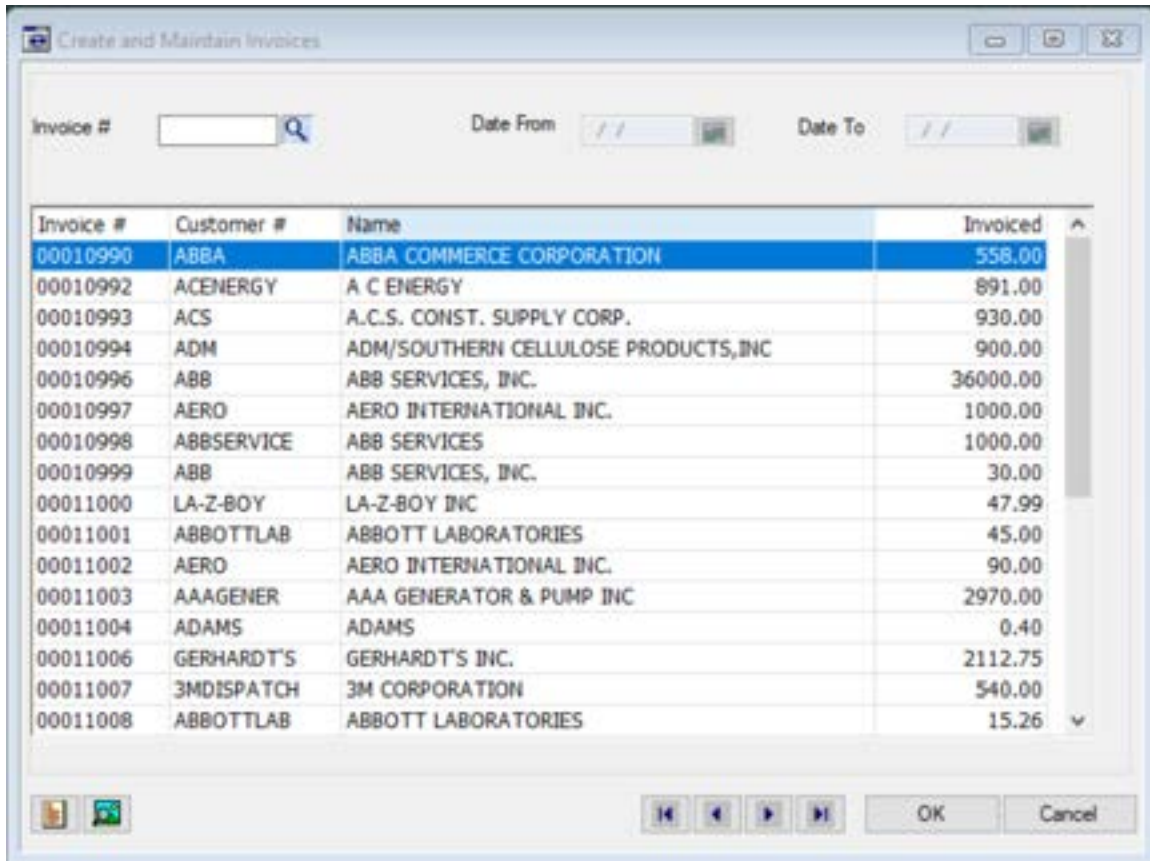 Create and Maintain Invoices
Invoice # Date From / / Date To / /
Invoice # Customer # Name Invoiced
00010990 ABBA ABBA COMMERCE CORPORATION 558.00
00010992 ACENERGY A C ENERGY 891.00
00010993 ACS A.C.S. CONST. SUPPLY CORP. 930.00
00010994 ADM ADM/SOUTHERN CELLULOSE PRODUCTS,INC 900.00
00010996 ABB ABB SERVICES, INC. 36000.00
00010997 AERO AERO INTERNATIONAL INC. 1000.00
00010998 ABBSERVICE ABB SERVICES 1000.00
00010999 ABB ABB SERVICES, INC. 30.00
00011000 LA-Z-BOY LA-Z-BOY INC 47.99
00011001 ABBOTTLAB ABBOTT LABORATORIES 45.00
00011002 AERO AERO INTERNATIONAL INC. 90.00
00011003 AAAGENER AAA GENERATOR & PUMP INC 2970.00
00011004 ADAMS ADAMS 0.40
00011006 GERHARDT'S GERHARDT'S INC. 2112.75
00011007 3MDISPATCH 3M CORPORATION 540.00
00011008 ABBOTTLAB ABBOTT LABORATORIES 15.26
OK Cancel